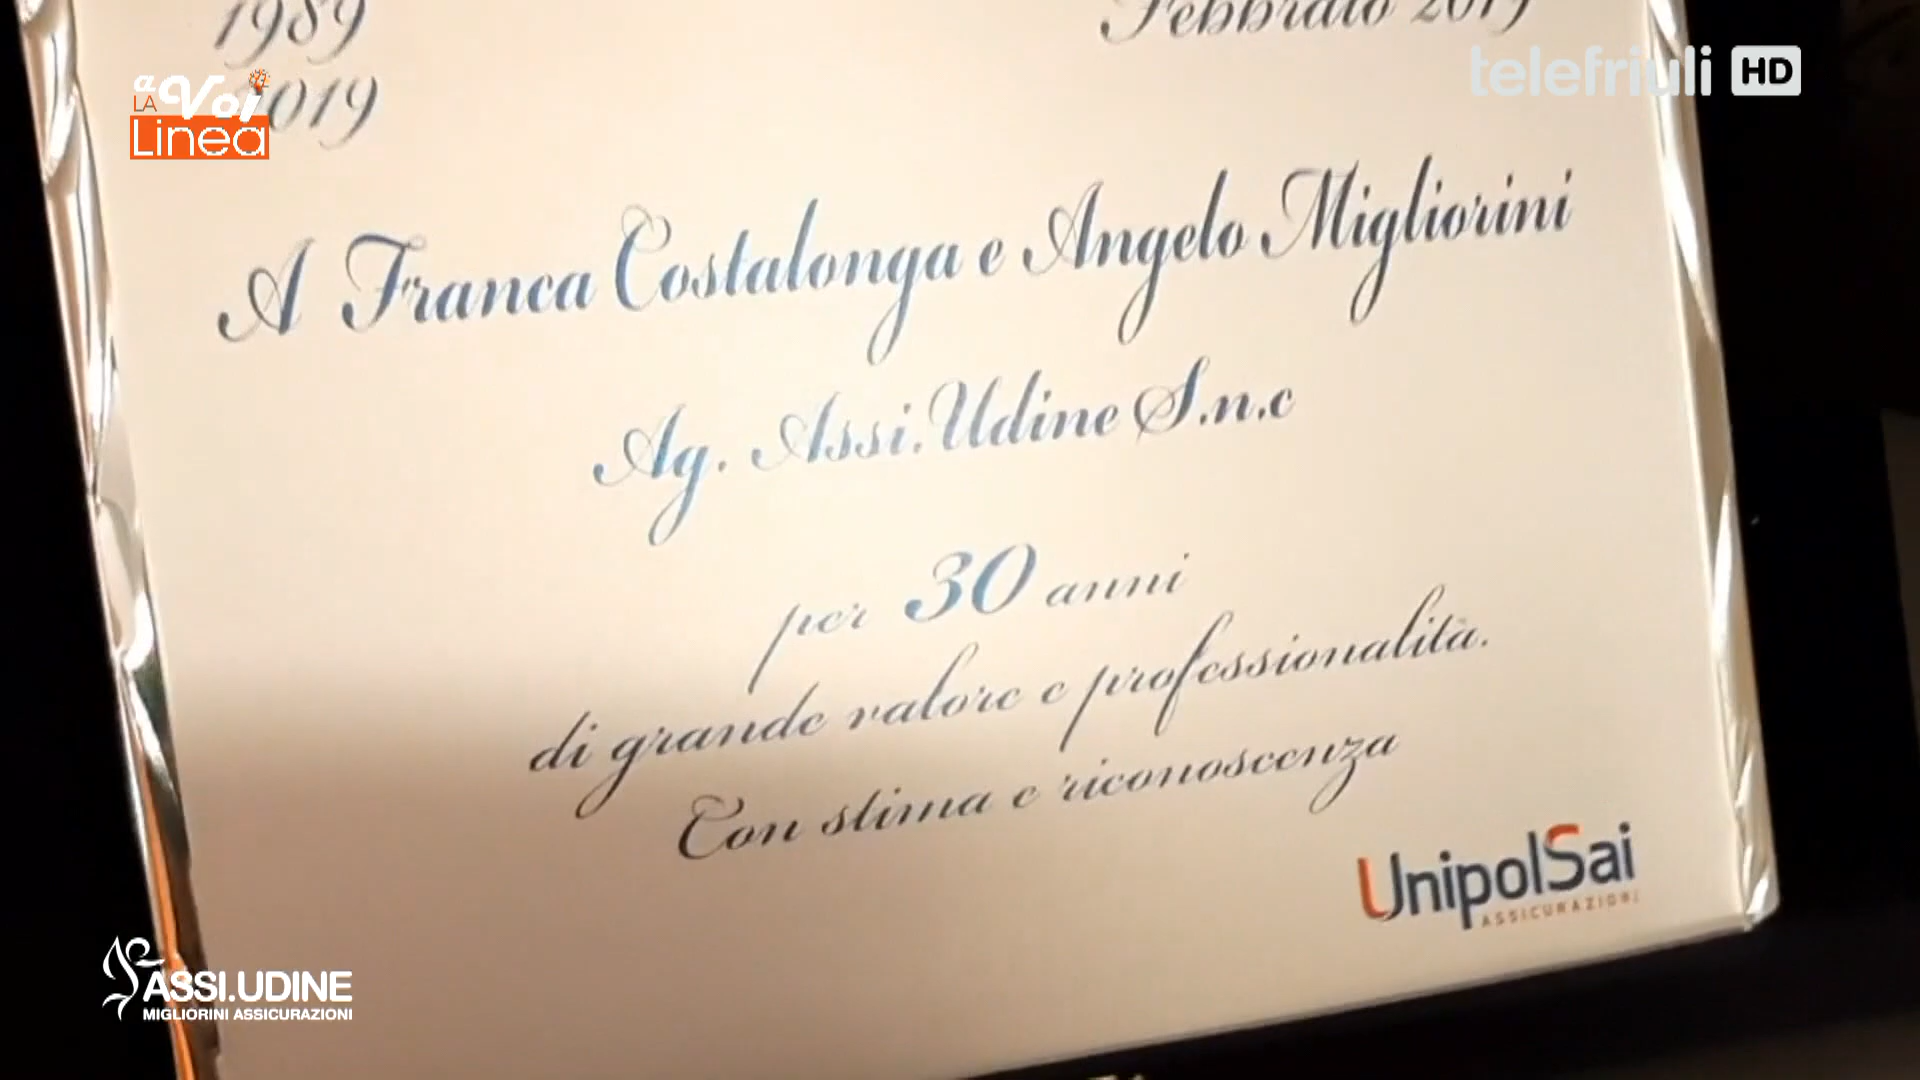 1989
Febbraio 2019
2019
telefriuli HD
a Voi
LA
Linea
A Franca Costalonga e Angelo Migliorini
Ag. Assi.Udine S.n.c
per 30 anni
di grande valore e professionalità.
Con stima e riconoscenza
UnipolSai
ASSICURAZIONI
ASSI.UDINE
MIGLIORINI ASSICURAZIONI